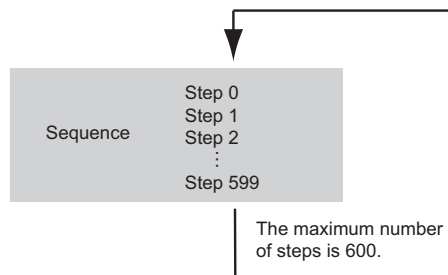 Step 0
Step 1
Sequence
Step 2
⋮
Step 599
The maximum number
of steps is 600.